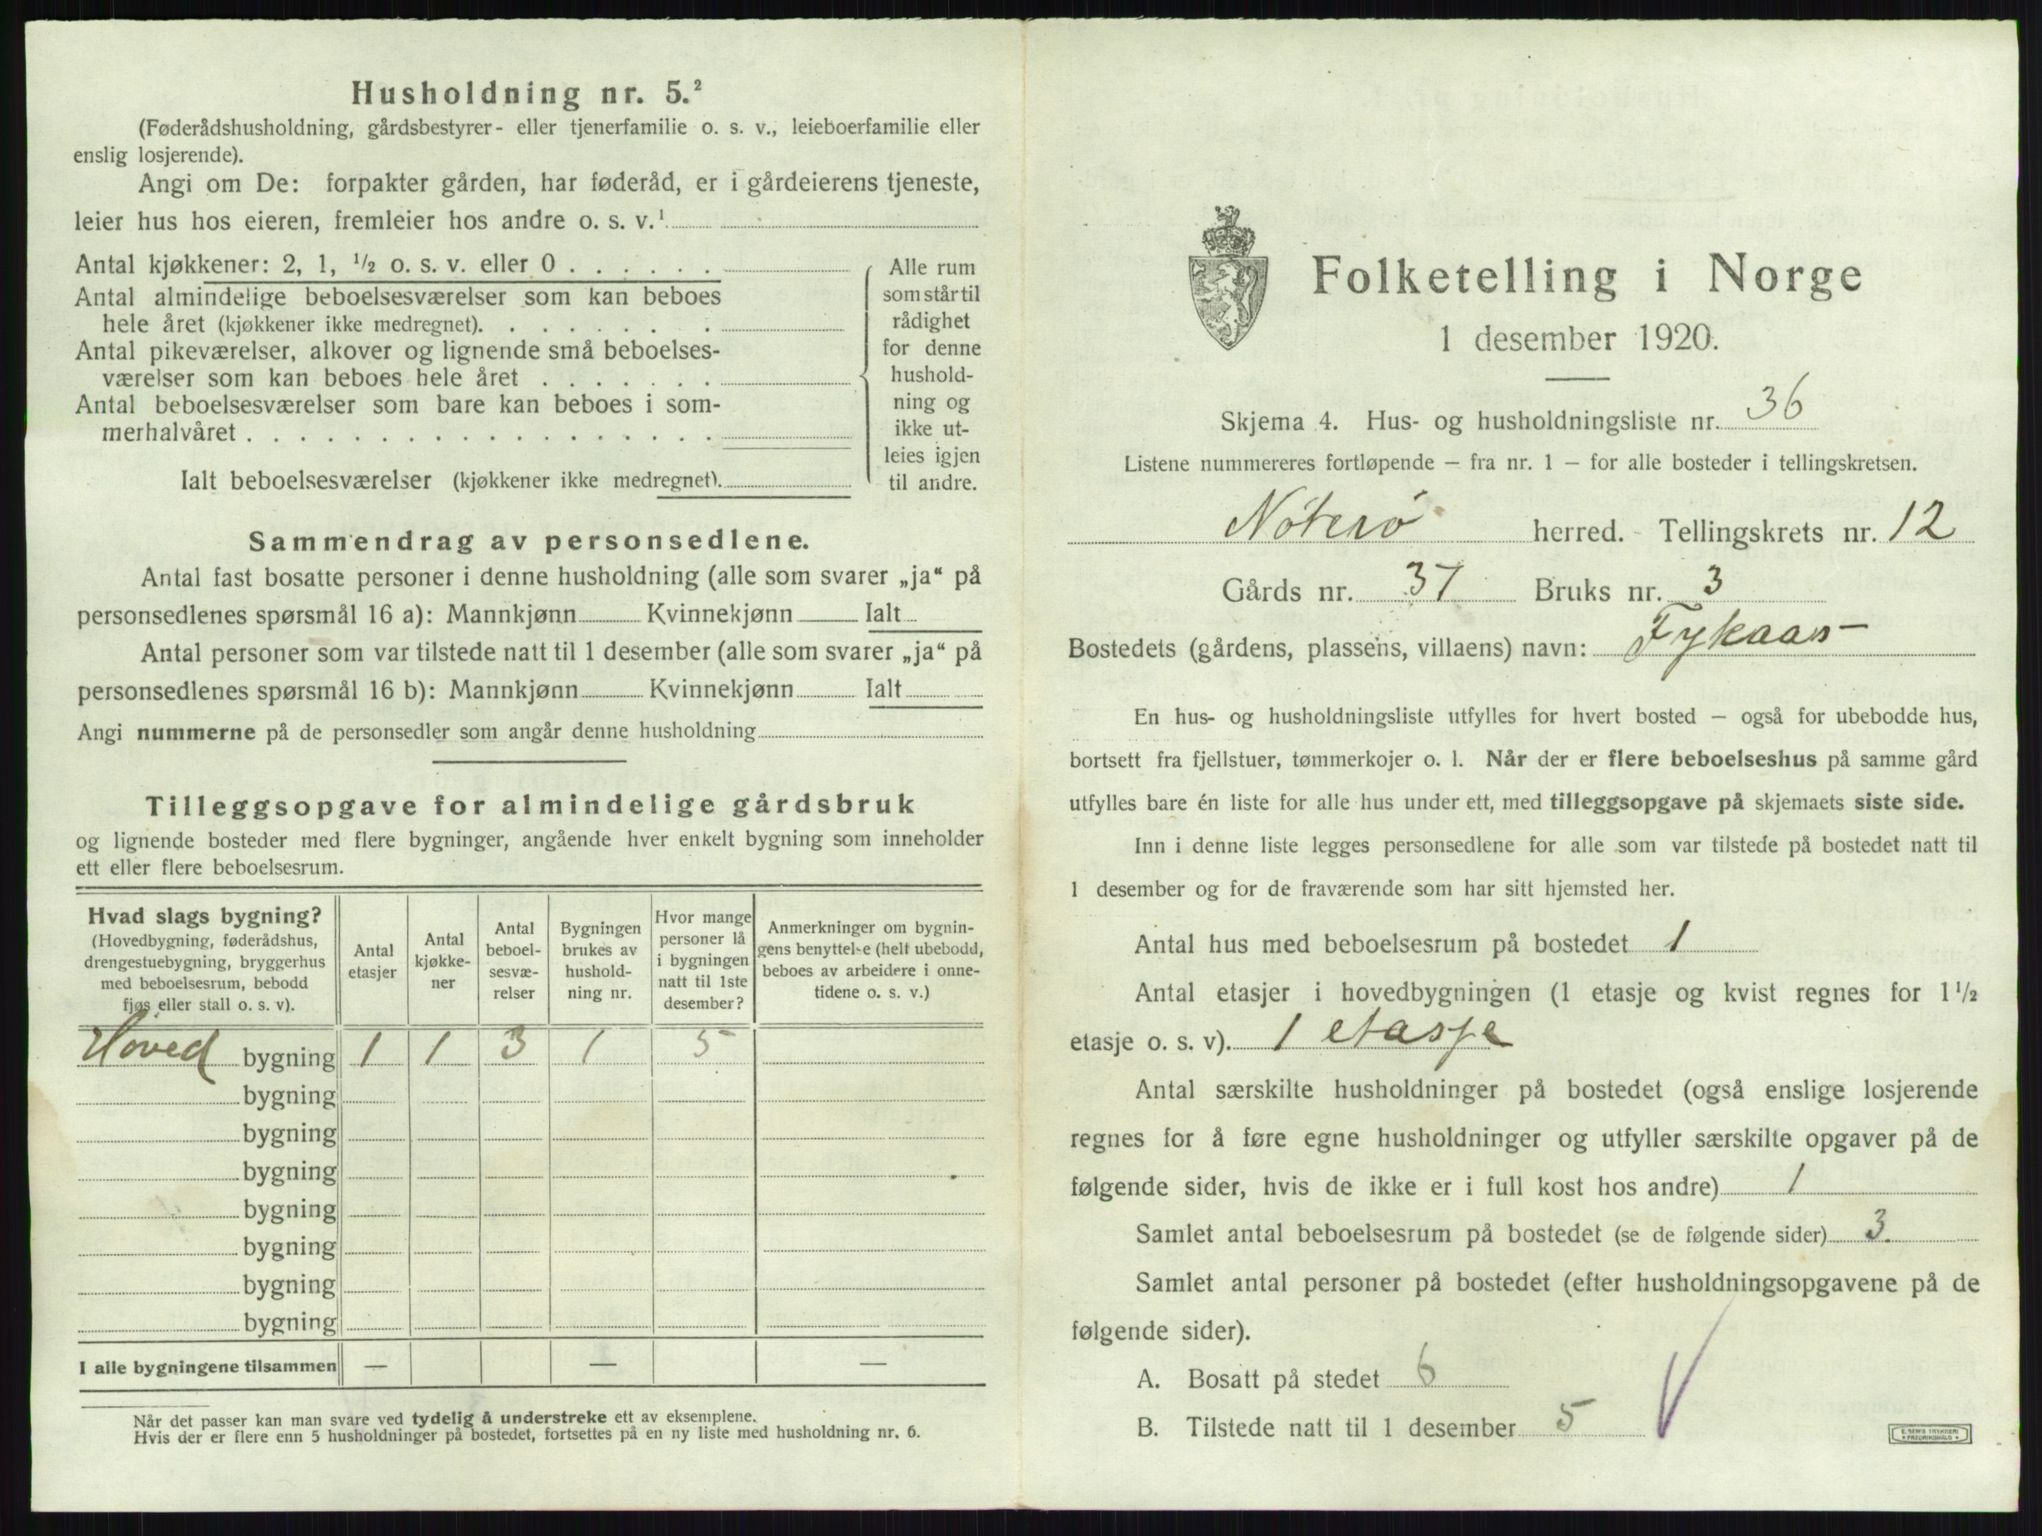 Husholdning nr. 5.²
(Føderådshusholdning, gårdsbestyrer- eller tjenerfamilie o. s. v., leieboerfamilie eller
enslig losjerende).
Angi om De: forpakter gården, har føderåd, er i gårdeierens tjeneste,
leier hus hos eieren, fremleier hos andre o. s. v.¹
Antal kjøkkener: 2, 1, ½ o. s. v. eller 0 . . . . . .
Antal almindelige beboelsesværelser som kan beboes
hele året (kjøkkener ikke medregnet). . . . . . . .
Antal pikeværelser, alkover og lignende små beboelses-
værelser som kan beboes hele året . . . . . . .
Antal beboelsesværelser som bare kan beboes i som-
merhalvåret . . . . . . . . . . . . . . . . . .
Ialt beboelsesværelser (kjøkkener ikke medregnet).
Alle rum
som står til
rådighet
for denne
hushold-
ning og
ikke ut-
leies igjen
til andre.
Sammendrag av personsedlene.
Antal fast bosatte personer i denne husholdning (alle som svarer „ja“ på
personsedlenes spørsmål 16 a): Mannkjønn Kvinnekjønn Ialt
Antal personer som var tilstede natt til 1 desember (alle som svarer „ja“ på
personsedlenes spørsmål 16 b): Mannkjønn Kvinnekjønn Ialt
Angi nummerne på de personsedler som angår denne husholdning
Tilleggsopgave for almindelige gårdsbruk
og lignende bosteder med flere bygninger, angående hver enkelt bygning som inneholder
ett eller flere beboelsesrum.
Hvad slags bygning?
(Hovedbygning, føderådshus,
drengestuebygning, bryggerhus
med beboelsesrum, bebodd
fjøs eller stall o. s. v).
Antal
etasjer
Antal
kjøkke-
ner
Antal
beboel-
sesvæ-
relser
Bygningen
brukes av
hushold-
ning nr.
Hvor mange
personer lå
i bygningen
natt til 1ste
desember?
Anmerkninger om bygnin-
gens benyttelse (helt ubebodd,
beboes av arbeidere i onne-
tidene o. s. v.)
Hoved bygning 1 1 3 1 5
bygning
bygning
bygning
bygning
bygning
bygning
bygning
I alle bygningene tilsammen — — —
Når det passer kan man svare ved tydelig å understreke ett av eksemplene.
Hvis der er flere enn 5 husholdninger på bostedet, fortsettes på en ny liste med husholdning nr. 6.
Folketelling i Norge
1 desember 1920.
Skjema 4. Hus- og husholdningsliste nr. 36
Listene nummereres fortløpende — fra nr. 1 — for alle bosteder i tellingskretsen.
Nøterø herred. - Tellingskrets nr. 12
Gårds nr. 37 Bruks nr. 3
Bostedets (gårdens, plassens, villaens) navn: Fykaas
En hus- og husholdningsliste utfylles for hvert bosted — også for ubebodde hus,
bortsett fra fjellstuer, tømmerkojer o. l. Når der er flere beboelseshus på samme gård
utfylles bare én liste for alle hus under ett, med tilleggsopgave på skjemaets siste side.
Inn i denne liste legges personsedlene for alle som var tilstede på bostedet natt til
1 desember og for de fraværende som har sitt hjemsted her.
Antal hus med beboelsesrum på bostedet 1
Antal etasjer i hovedbygningen (1 etasje og kvist regnes for 1½
etasje o. s. v). 1 etasje
Antal særskilte husholdninger på bostedet (også enslige losjerende
regnes for å føre egne husholdninger og utfyller særskilte opgaver på de
følgende sider, hvis de ikke er i full kost hos andre) 1
Samlet antal beboelsesrum på bostedet (se de følgende sider) 3.
Samlet antal personer på bostedet (efter husholdningsopgavene på de
følgende sider).
A. Bosatt på stedet 6
B. Tilstede natt til 1 desember 5